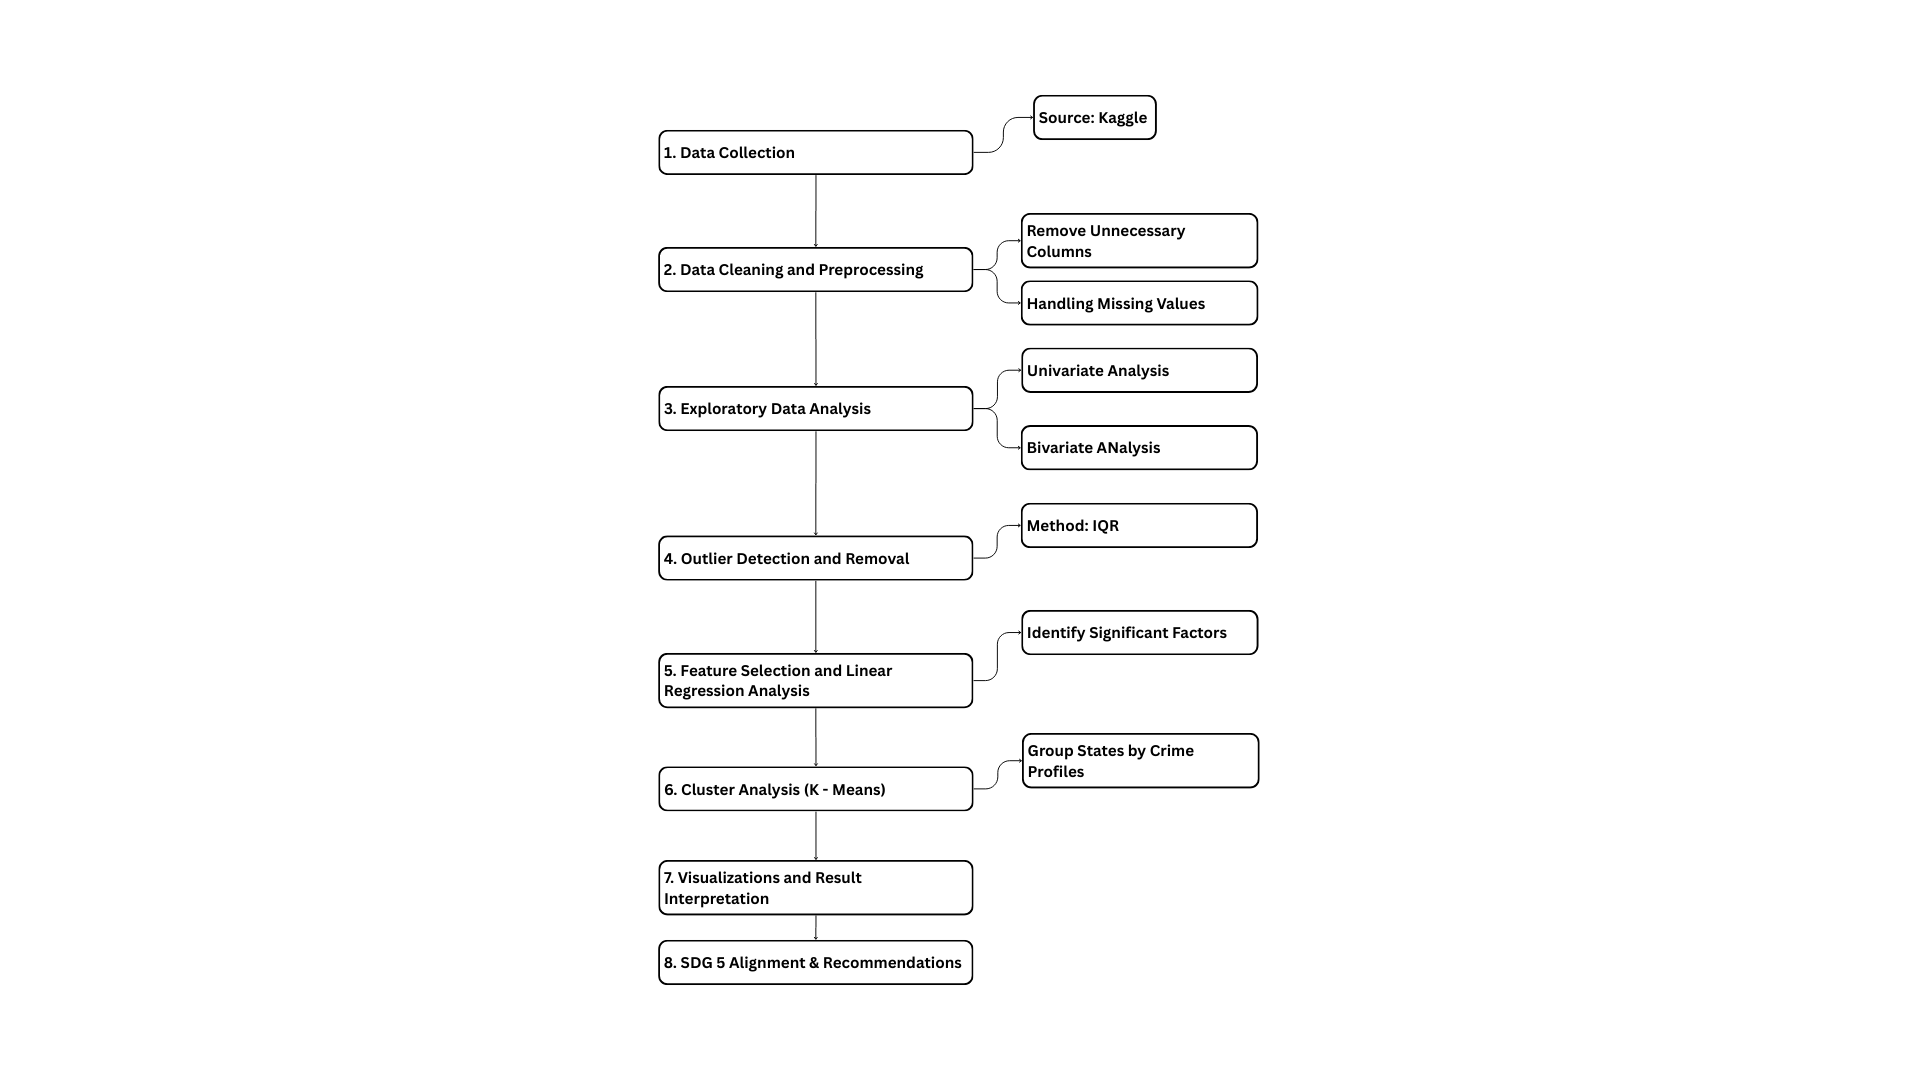 Source: Kaggle
1. Data Collection
Remove Unnecessary
Columns
2. Data Cleaning and Preprocessing
Handling Missing Values
Univariate Analysis
3. Exploratory Data Analysis
Bivariate ANalysis
Method: IQR
4. Outlier Detection and Removal
Identify Significant Factors
5. Feature Selection and Linear
Regression Analysis
Group States by Crime
Profiles
6. Cluster Analysis (K - Means)
7. Visualizations and Result
Interpretation
8. SDG 5 Alignment & Recommendations